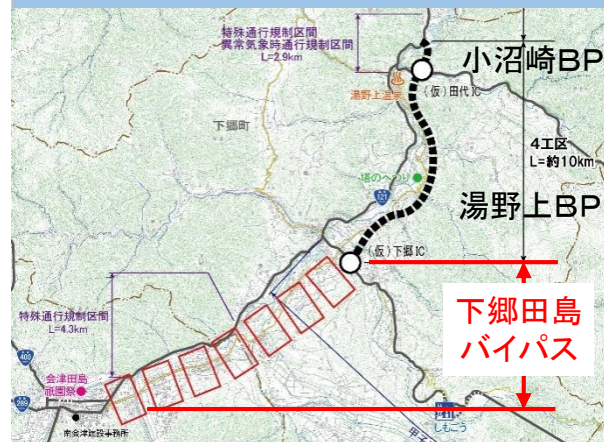 特殊通行規制区間
異常気象時通行規制区間
L=2.9km
小沼崎BP
(仮)田代IC
湯野上温泉
下郷町
4工区
L=約10km
塔のへつり
121
湯野上BP
(仮)下郷IC
特殊通行規制区間
L=4.3km
下郷田島
バイパス
400
会津田島
祇園祭
289
南会津建設事務所
しもごう
甲子